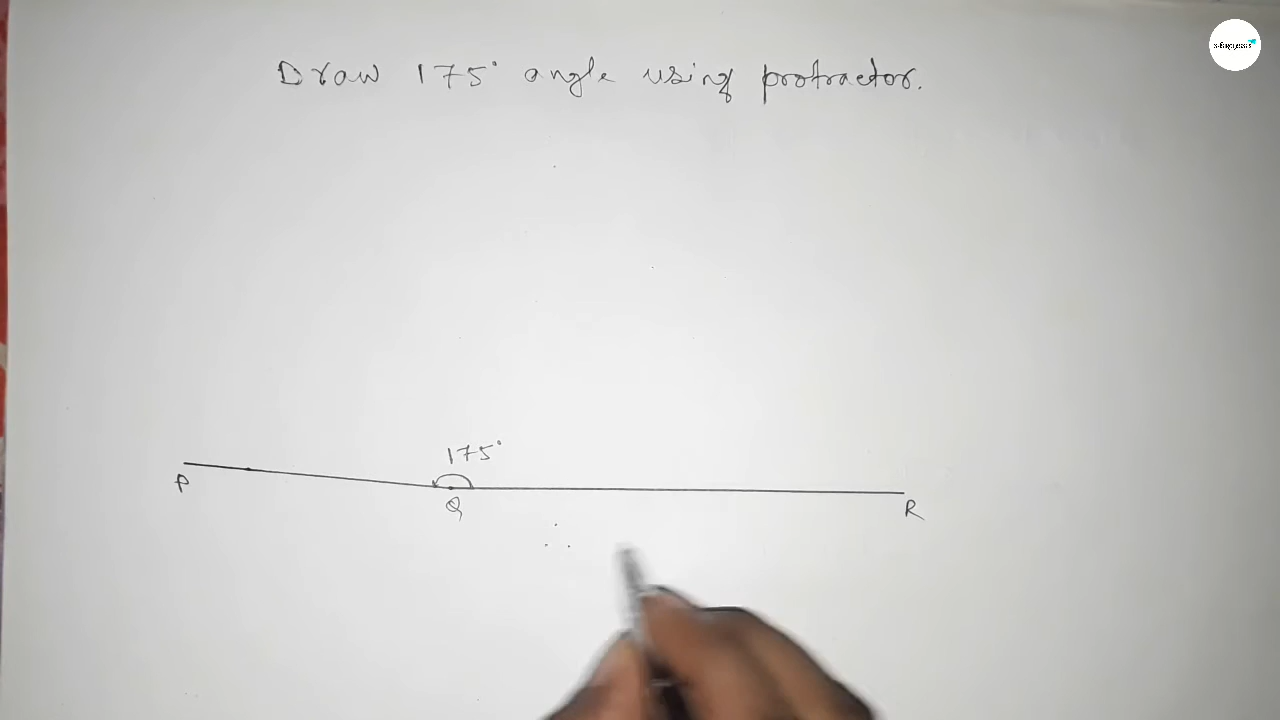 Draw 175° angle using protractor.
175°
P
Q
R
∴